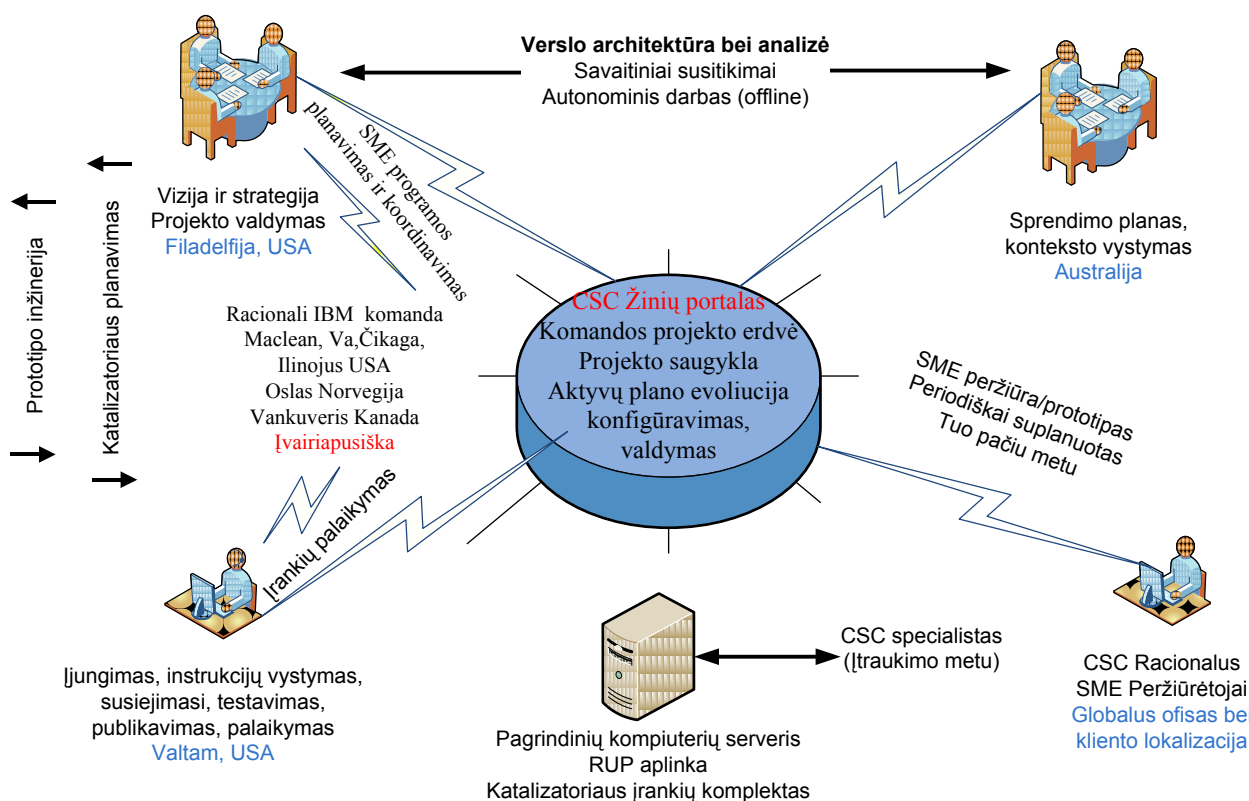 Verslo architektūra bei analizė
Savaitiniai susitikimai
Autonominis darbas (offline)
SME programos
planavimas ir koordinavimas
Vizija ir strategija
Projekto valdymas
Filadelfija, USA
Sprendimo planas,
konteksto vystymas
Australija
Prototipo inžinerija
Katalizatoriaus planavimas
Racionali IBM komanda
Maclean, Va,Čikaga,
Ilinojus USA
Oslas Norvegija
Vankuveris Kanada
Įvairiapusiška
CSC Žinių portalas
Komandos projekto erdvė
Projekto saugykla
Aktyvų plano evoliucija
konfigūravimas,
valdymas
SME peržiūra/prototipas
Periodiškai suplanuotas
Tuo pačiu metu
Įrankių palaikymas
Įjungimas, instrukcijų vystymas,
susiejimasi, testavimas,
publikavimas, palaikymas
Valtam, USA
CSC specialistas
(Įtraukimo metu)
Pagrindinių kompiuterių serveris
RUP aplinka
Katalizatoriaus įrankių komplektas
CSC Racionalus
SME Peržiūrėtojai
Globalus ofisas bei
kliento lokalizacija